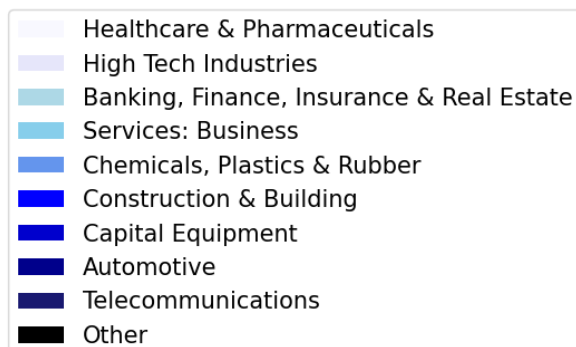 Healthcare & Pharmaceuticals
High Tech Industries
Banking, Finance, Insurance & Real Estate
Services: Business
Chemicals, Plastics & Rubber
Construction & Building
Capital Equipment
Automotive
Telecommunications
Other